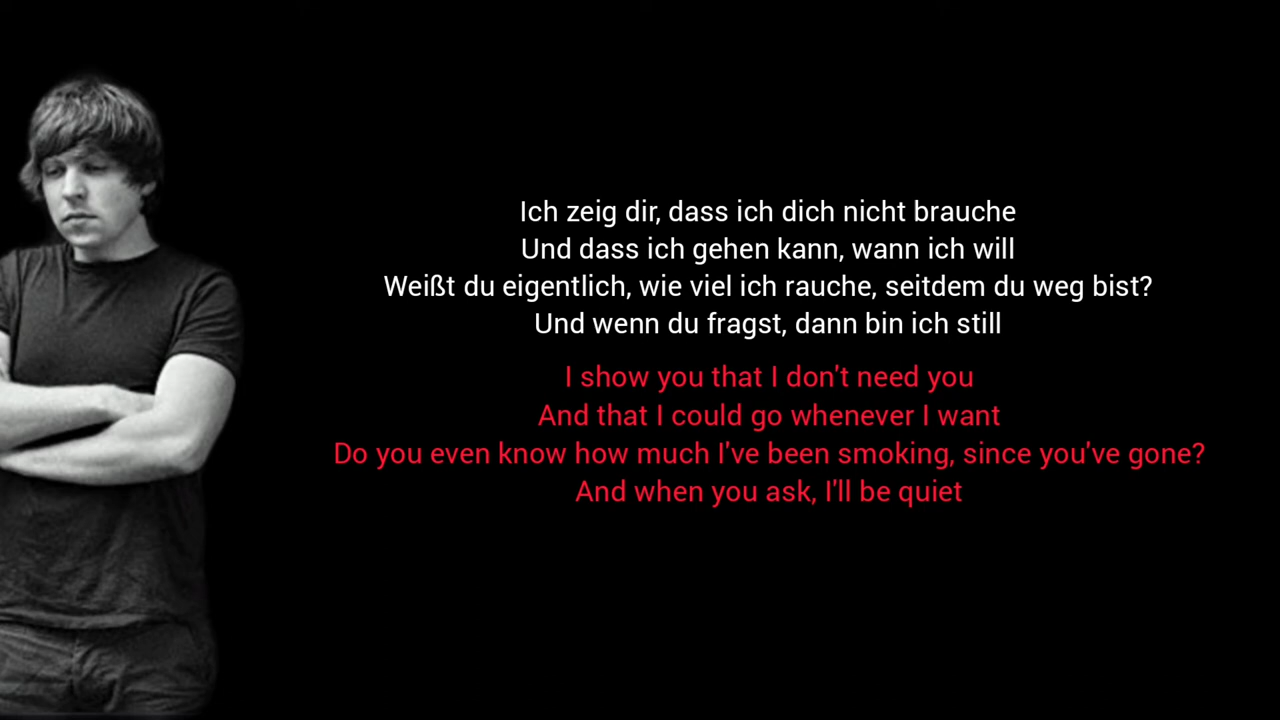 Ich zeig dir, dass ich dich nicht brauche
Und dass ich gehen kann, wann ich will
Weißt du eigentlich, wie viel ich rauche, seitdem du weg bist?
Und wenn du fragst, dann bin ich still
I show you that I don't need you
And that I could go whenever I want
Do you even know how much I've been smoking, since you've gone?
And when you ask, I'll be quiet